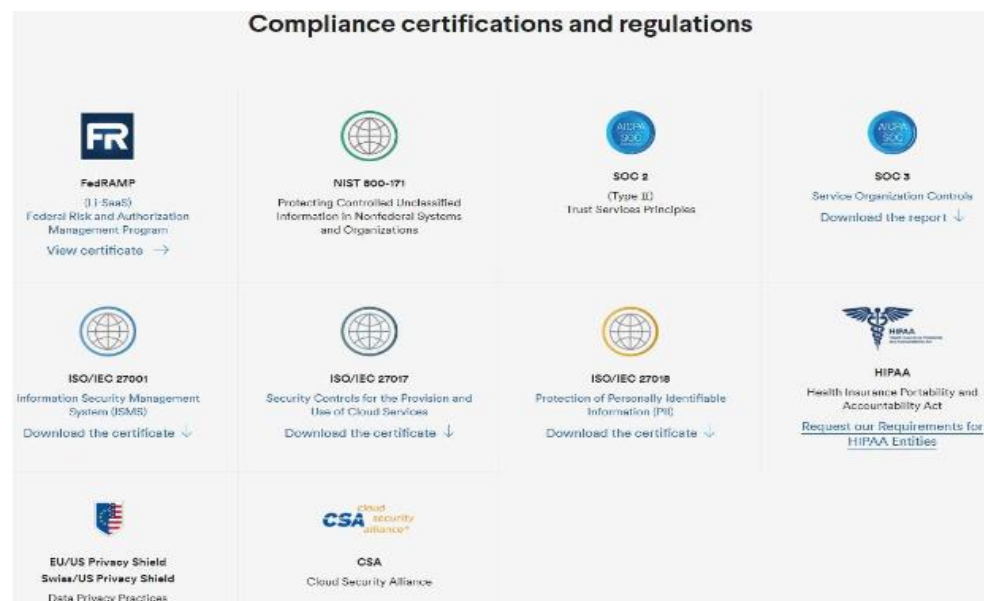 Compliance certifications and regulations
FR
FedRAMP
(Li-SaaS)
Federal Risk and Authorization
Management Program
View certificate →
NIST 800-171
Protecting Controlled Unclassified
Information in Nonfederal Systems
and Organizations
AICPA
SOC
SOC 2
(Type II)
Trust Services Principles
AICPA
SOC
SOC 3
Service Organization Controls
Download the report ↓
ISO/IEC 27001
Information Security Management
System (ISMS)
Download the certificate ↓
ISO/IEC 27017
Security Controls for the Provision and
Use of Cloud Services
Download the certificate ↓
ISO/IEC 27018
Protection of Personally Identifiable
Information (PII)
Download the certificate ↓
HIPAA
HIPAA
Health Insurance Portability and
Accountability Act
Request our Requirements for
HIPAA Entities
EU/US Privacy Shield
Swiss/US Privacy Shield
Data Privacy Practices
CSA cloud
security
alliance®
CSA
Cloud Security Alliance